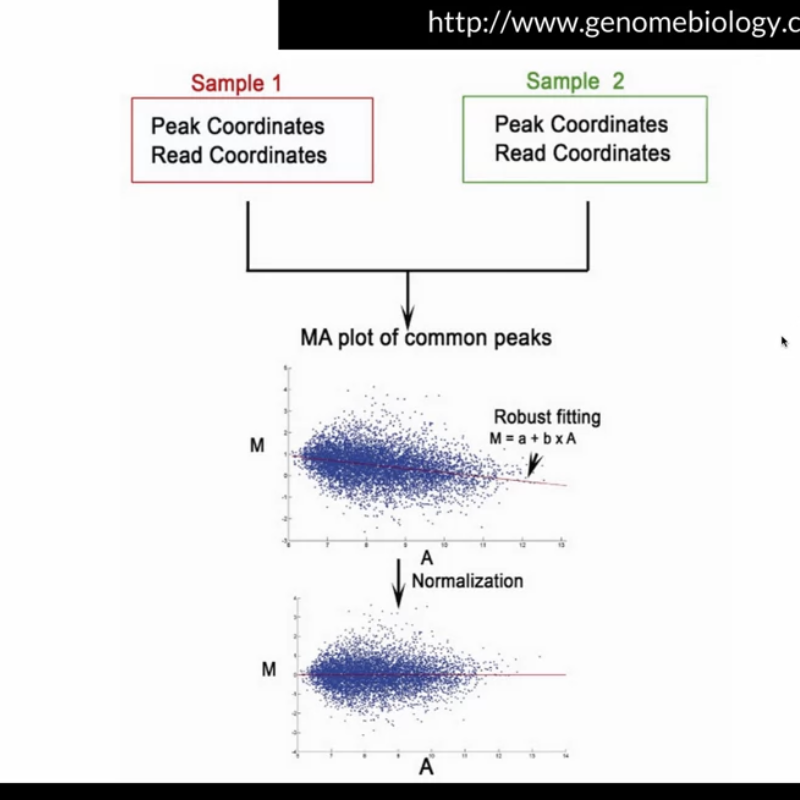 http://www.genomebiology.c
Sample 1
Peak Coordinates
Read Coordinates
Sample 2
Peak Coordinates
Read Coordinates
MA plot of common peaks
Robust fitting
M = a + b x A
M
A
Normalization
M
A